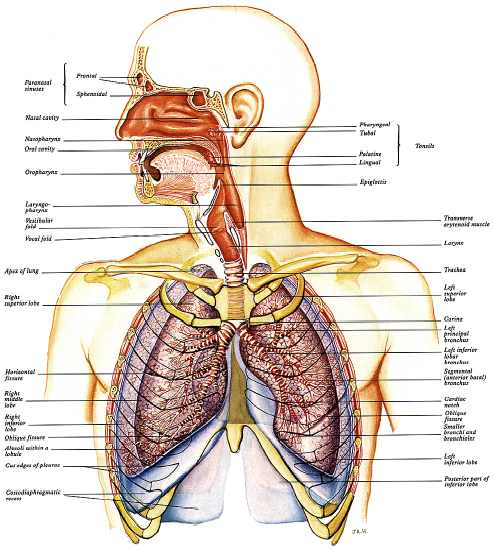 Paranasal
sinuses
Frontal
Sphenoidal
Nasal cavity
Nasopharynx
Oral cavity
Oropharynx
Laryngo-
pharynx
Vestibular
fold
Vocal fold
Apex of lung
Right
superior lobe
Horizontal
fissure
Right
middle
lobe
Right
inferior
lobe
Oblique fissure
Alveoli within a
lobule
Cut edges of pleurae
Costodiaphragmatic
recess
Pharyngeal
Tubal
Palatine
Lingual
Tonsils
Epiglottis
Transverse
arytenoid muscle
Larynx
Trachea
Left
superior
lobe
Carina
Left
principal
bronchus
Left inferior
lobar
bronchus
Segmental
(anterior basal)
bronchus
Cardiac
notch
Oblique
fissure
Smaller
bronchi and
bronchioles
Left
inferior lobe
Posterior part of
inferior lobe